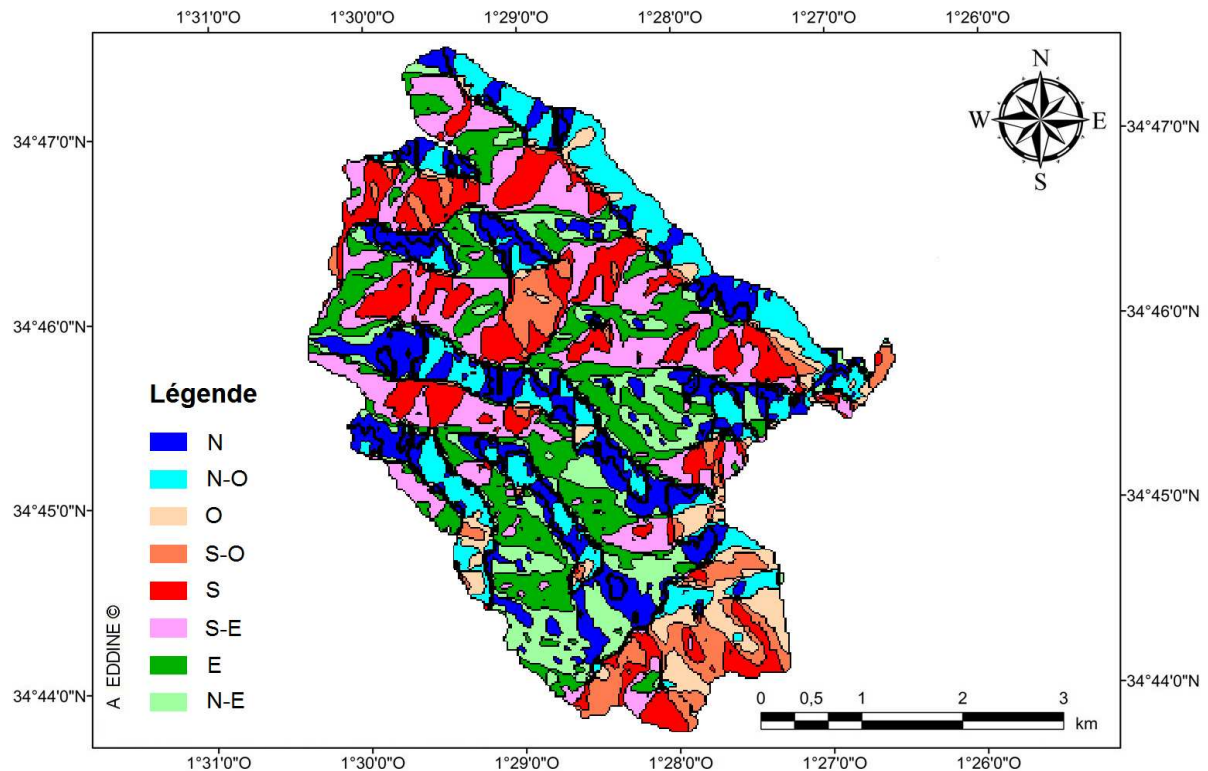 1°31'0"O 1°30'0"O 1°29'0"O 1°28'0"O 1°27'0"O 1°26'0"O
N
W E
S
34°47'0"N 34°47'0"N
34°46'0"N 34°46'0"N
Légende
N
N-O
O
S-O
S
S-E
E
N-E
34°45'0"N 34°45'0"N
A EDDINE ©
34°44'0"N 34°44'0"N
0 0,5 1 2 3
km
1°31'0"O 1°30'0"O 1°29'0"O 1°28'0"O 1°27'0"O 1°26'0"O